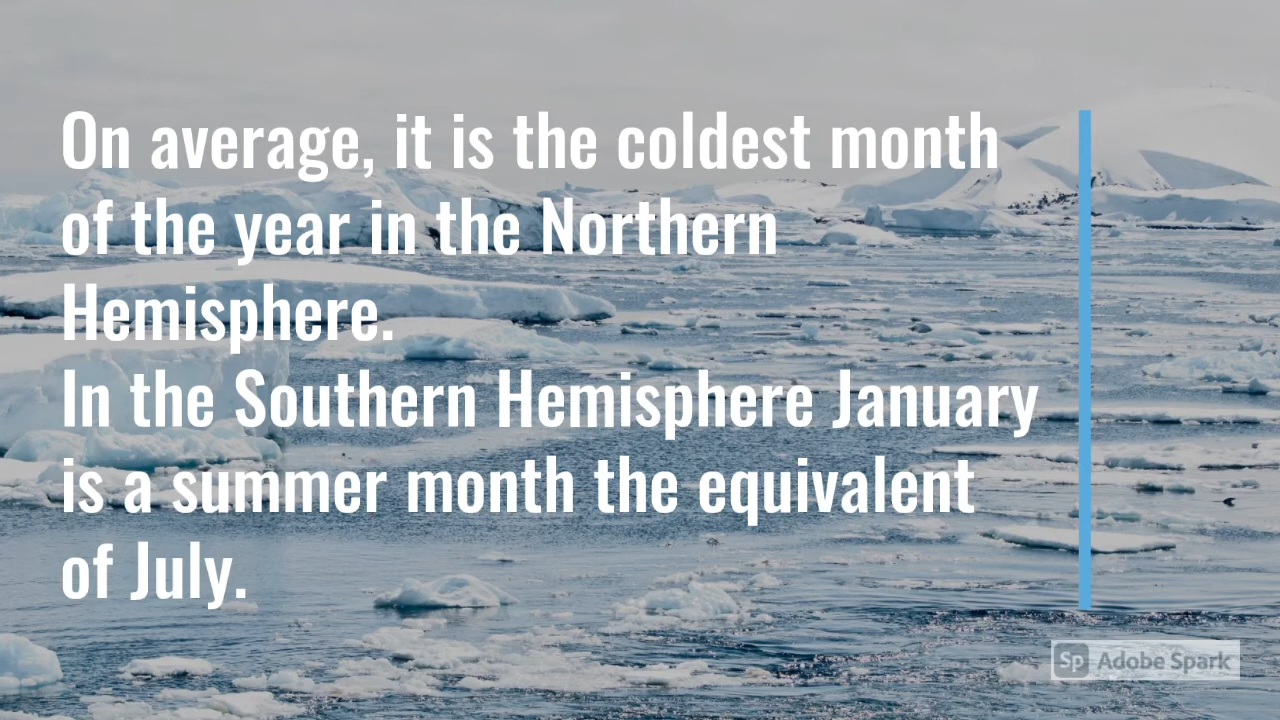 On average, it is the coldest month
of the year in the Northern
Hemisphere.
In the Southern Hemisphere January
is a summer month the equivalent
of July.
Sp Adobe Spark